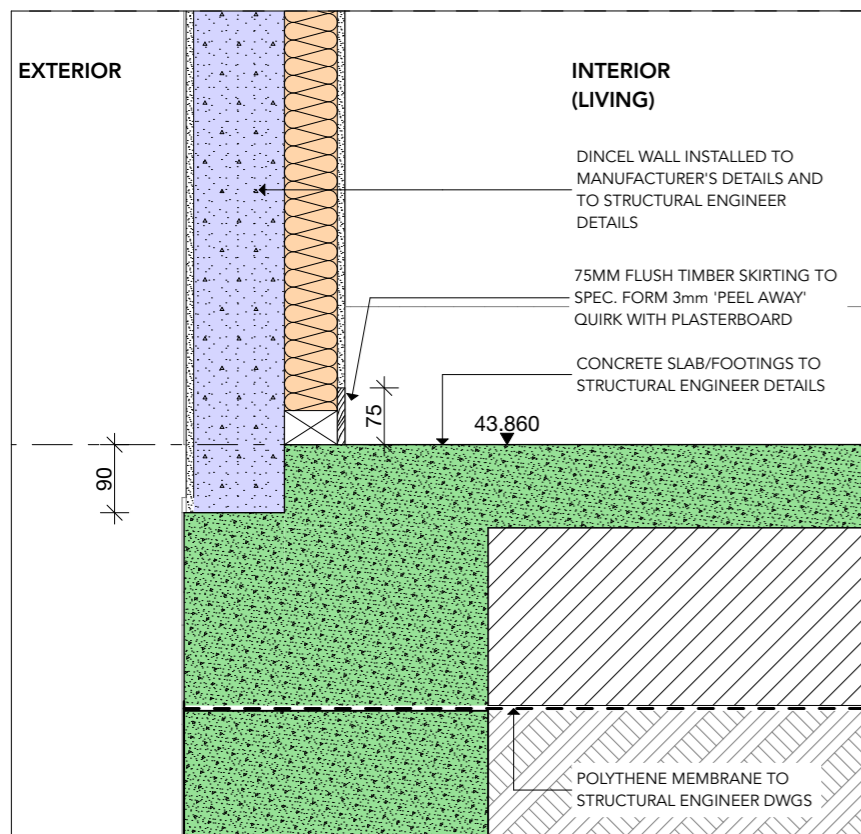 EXTERIOR
INTERIOR
(LIVING)
DINCEL WALL INSTALLED TO
MANUFACTURER'S DETAILS AND
TO STRUCTURAL ENGINEER
DETAILS
75MM FLUSH TIMBER SKIRTING TO
SPEC. FORM 3mm 'PEEL AWAY'
QUIRK WITH PLASTERBOARD
CONCRETE SLAB/FOOTINGS TO
STRUCTURAL ENGINEER DETAILS
75
43.860
90
POLYTHENE MEMBRANE TO
STRUCTURAL ENGINEER DWGS